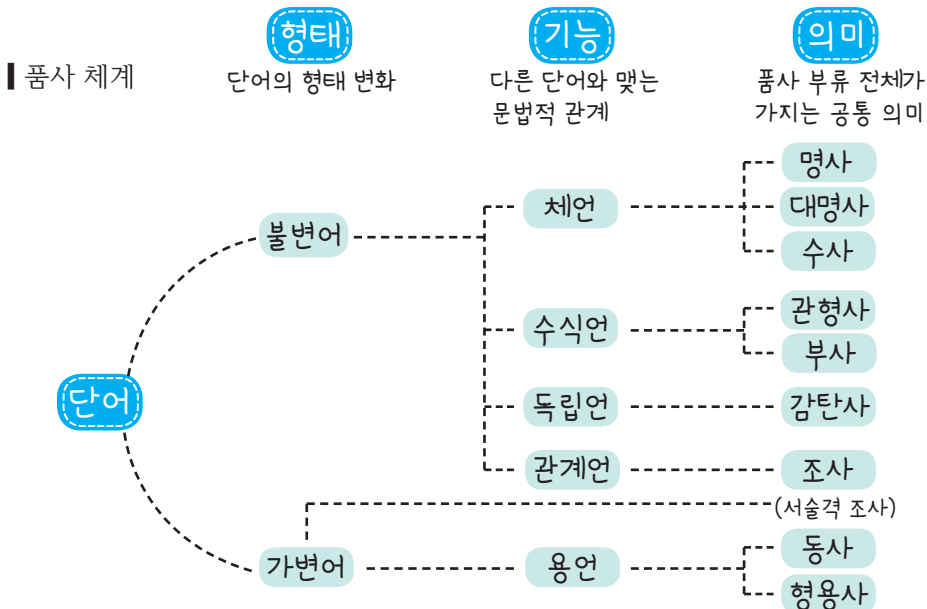 형태
기능
의미
품사 체계
단어의 형태 변화
다른 단어와 맺는
문법적 관계
품사 부류 전체가
가지는 공통 의미
명사
체언
대명사
불변어
수사
관형사
수식언
부사
단어
독립언
감탄사
관계언
조사
(서술격 조사)
동사
가변어
용언
형용사